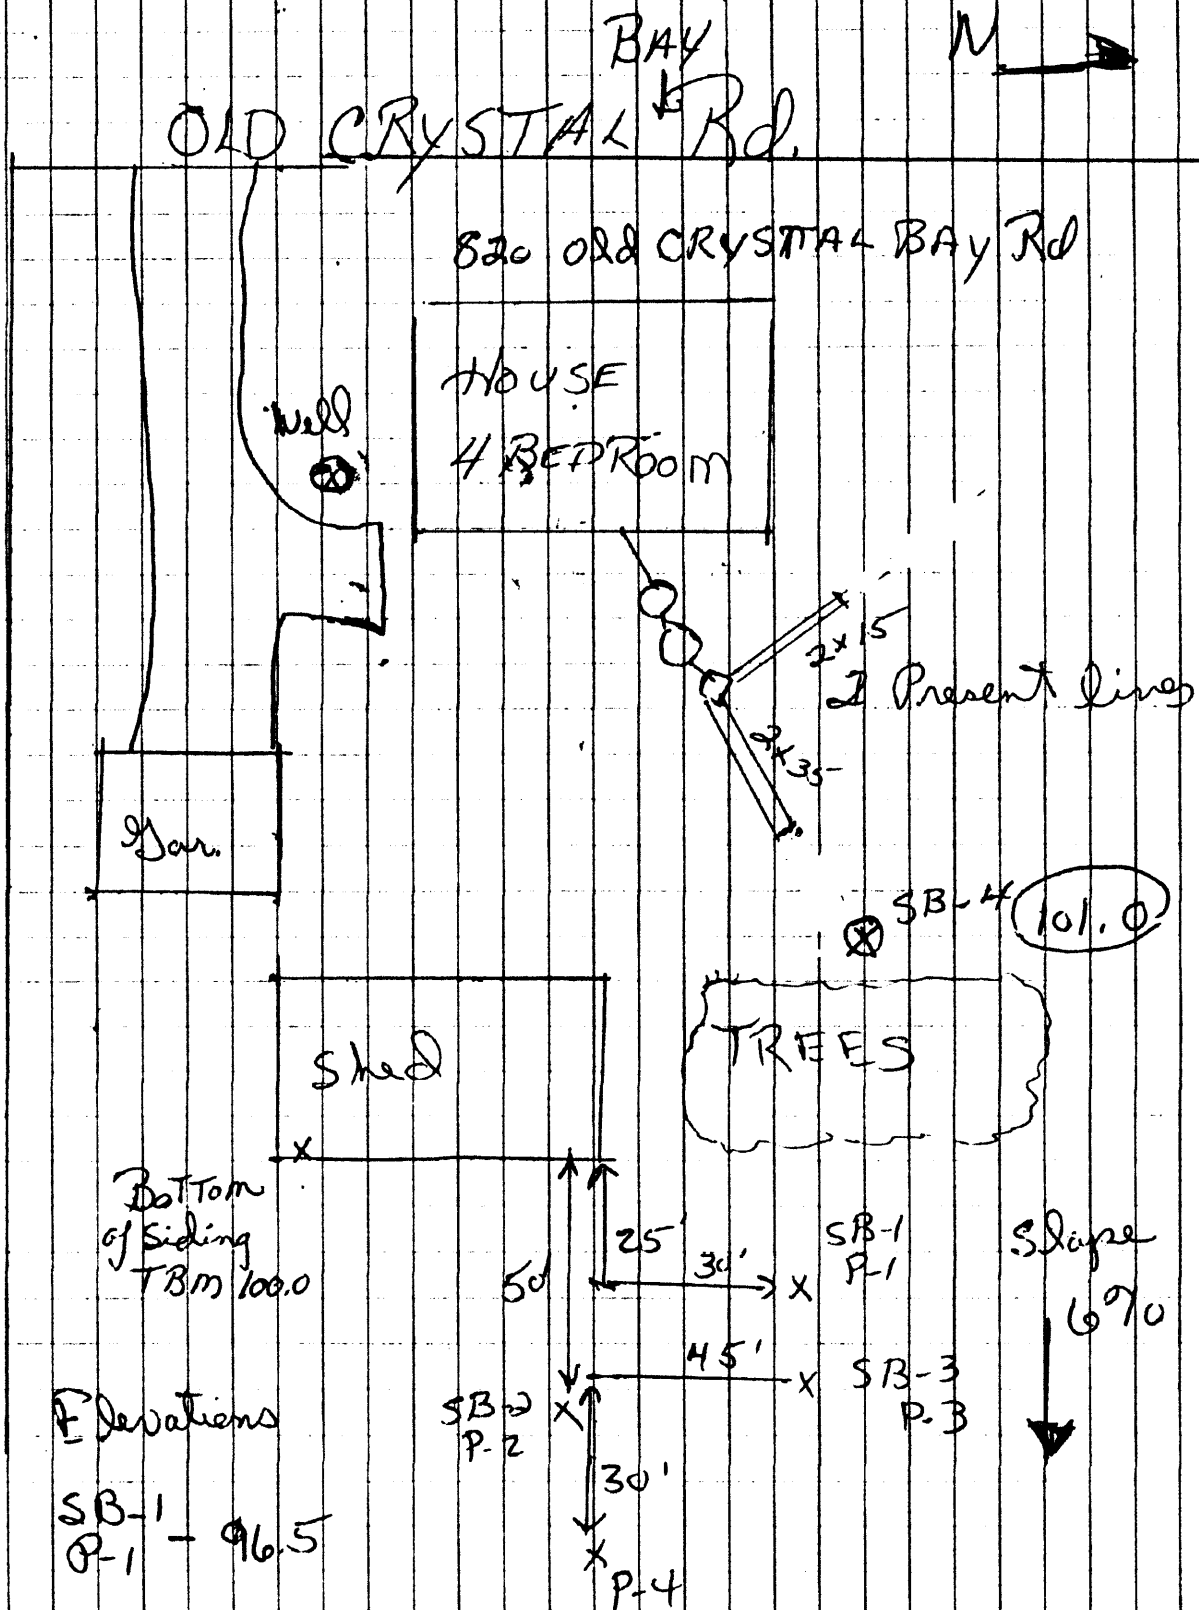 N
BAY
OLD CRYSTAL Rd.
820 Old CRYSTAL BAY Rd
HOUSE
4 BEDROOM
Well
2x15
2 Present lines
2x35
Gar.
SB-4 101.0
TREES
Shed
x
Bottom
of Siding
TBM 100.0
25'
50'
30'
x
SB-1
P-1
Slope
6%
45'
x
SB-3
P-3
SB-2
P-2
x
30'
x
P-4
Elevations
SB-1
P-1 - 96.5